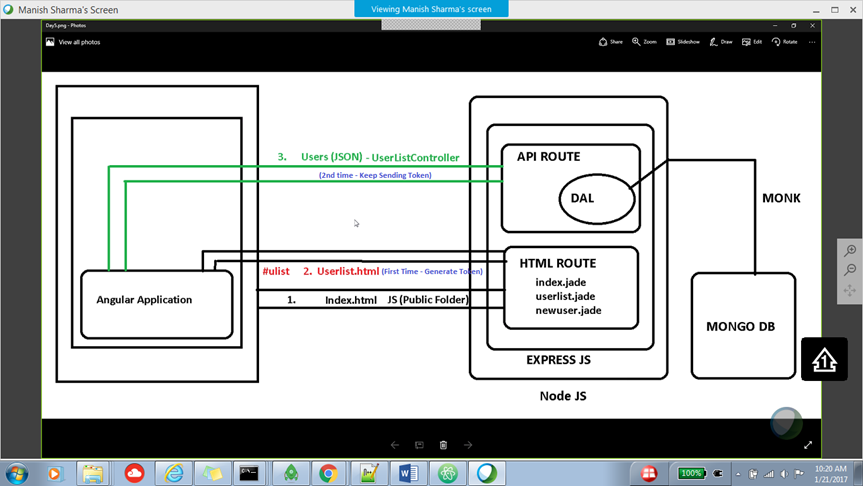 Manish Sharma's Screen
Viewing Manish Sharma's screen
Day5.png - Photos
View all photos
Share
Zoom
Slideshow
Draw
Edit
Rotate
3. Users (JSON) - UserListController
(2nd time - Keep Sending Token)
API ROUTE
DAL
MONK
#ulist 2. Userlist.html (First Time - Generate Token)
HTML ROUTE
Angular Application
1. Index.html JS (Public Folder)
index.jade
userlist.jade
newuser.jade
MONGO DB
EXPRESS JS
Node JS
1
100%
10:20 AM
1/21/2017